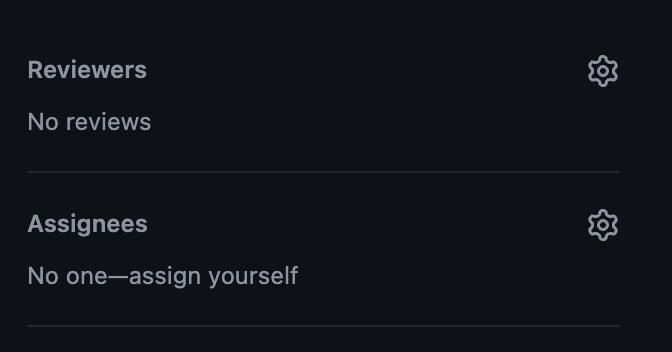 Reviewers
No reviews
Assignees
No one—assign yourself